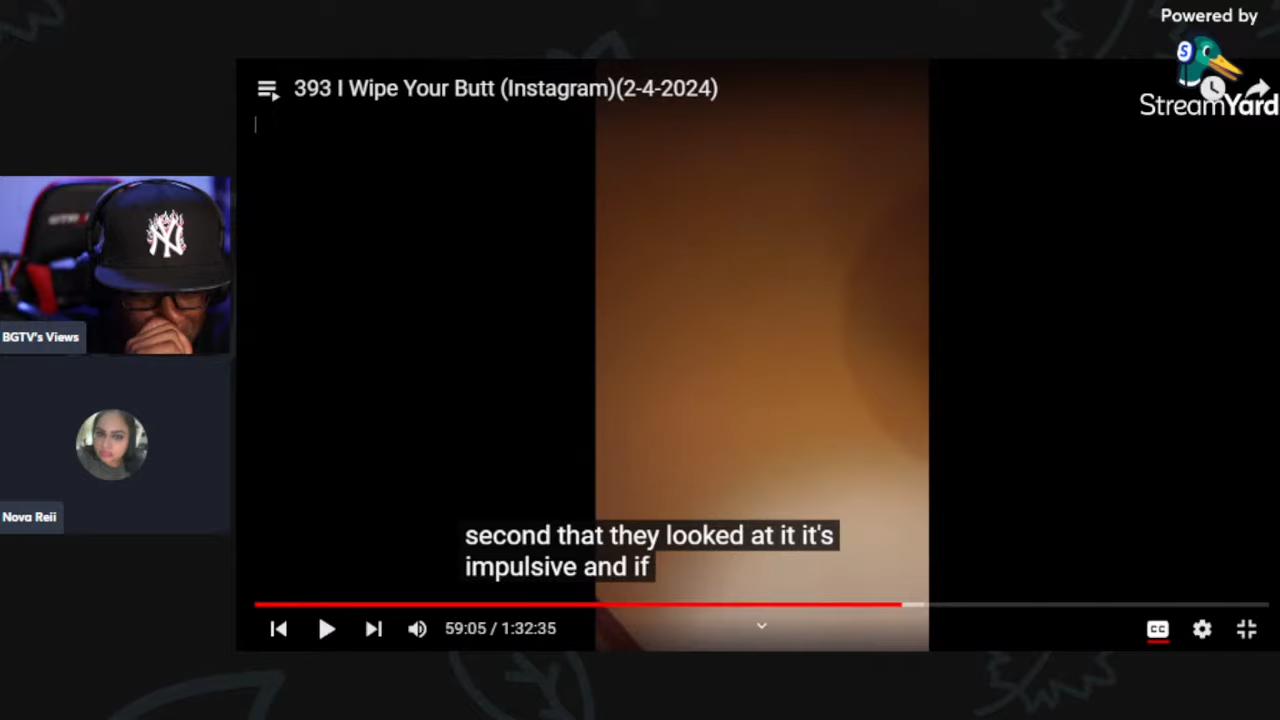 Powered by
StreamYard
393 I Wipe Your Butt (Instagram)(2-4-2024)
BGTV's Views
Nova Reii
second that they looked at it it's
impulsive and if
59:05 / 1:32:35
CC